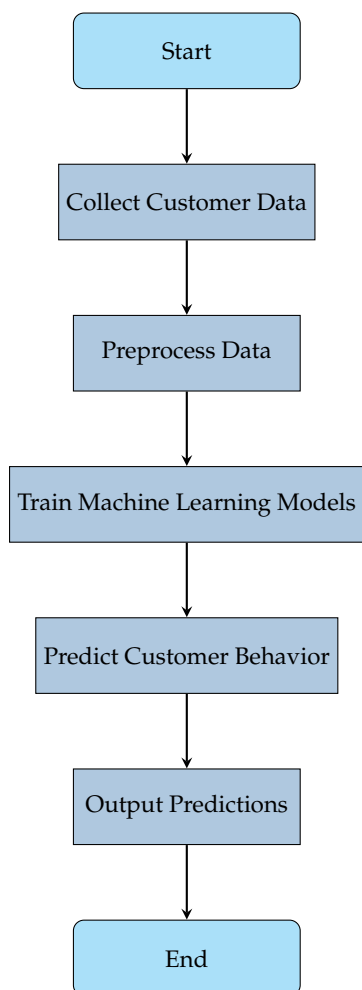 Start
Collect Customer Data
Preprocess Data
Train Machine Learning Models
Predict Customer Behavior
Output Predictions
End